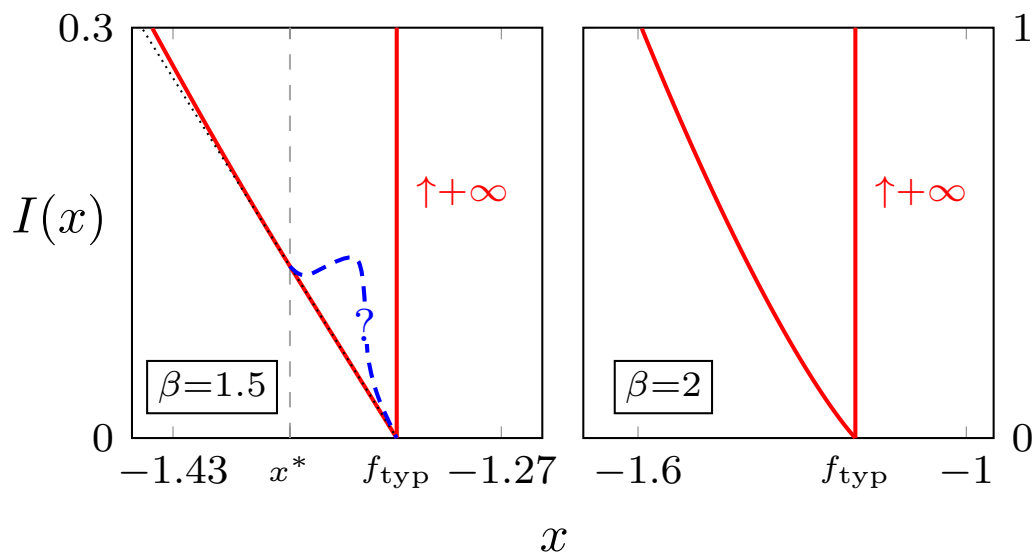 0.3
1
I(x)
↑+∞
↑+∞
?
β=1.5
β=2
0
0
−1.43
x*
f_typ
−1.27
−1.6
f_typ
−1
x